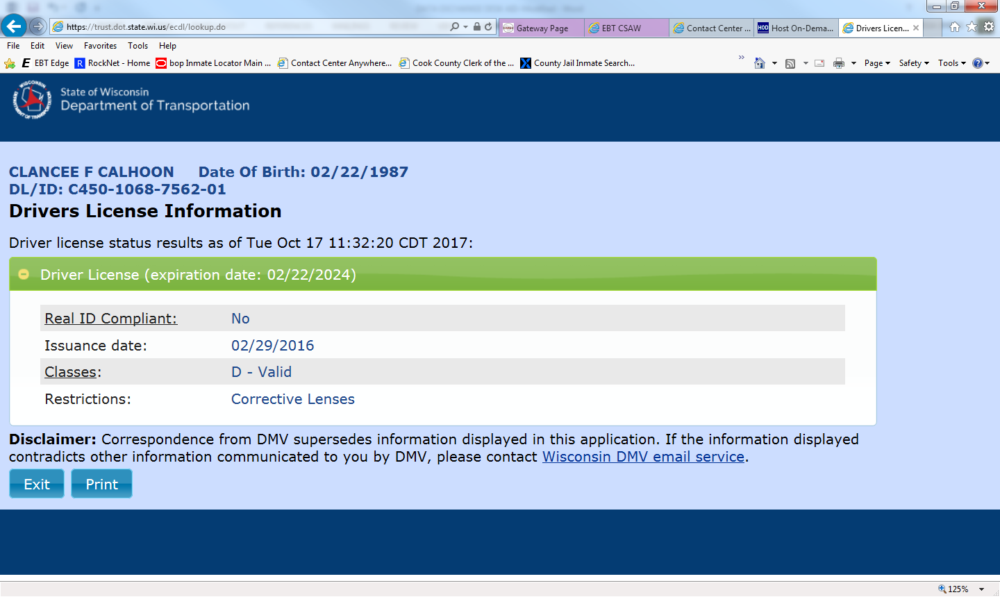 https://trust.dot.state.wi.us/ecdl/lookup.do
Gateway Page
EBT CSAW
Contact Center ...
HOD Host On-Dema...
Drivers Licen...
File Edit View Favorites Tools Help
EBT Edge
RockNet - Home
bop Inmate Locator Main ...
Contact Center Anywhere...
Cook County Clerk of the ...
County Jail Inmate Search...
Page Safety Tools
State of Wisconsin
Department of Transportation
CLANCEE F CALHOON Date Of Birth: 02/22/1987
DL/ID: C450-1068-7562-01
Drivers License Information
Driver license status results as of Tue Oct 17 11:32:20 CDT 2017:
Driver License (expiration date: 02/22/2024)
Real ID Compliant: No
Issuance date: 02/29/2016
Classes: D - Valid
Restrictions: Corrective Lenses
Disclaimer: Correspondence from DMV supersedes information displayed in this application. If the information displayed
contradicts other information communicated to you by DMV, please contact Wisconsin DMV email service.
Exit Print
125%